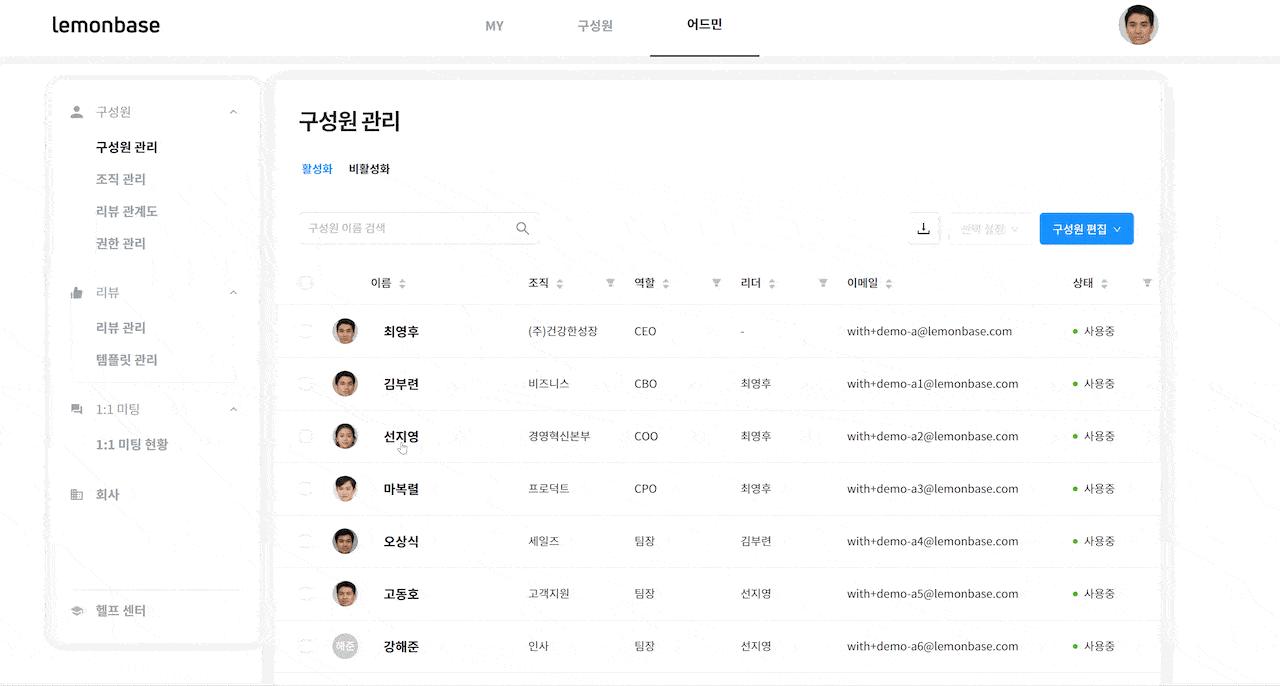 lemonbase
MY 구성원 어드민
구성원
구성원 관리
조직 관리
리뷰 관계도
권한 관리
리뷰
리뷰 관리
템플릿 관리
1:1 미팅
1:1 미팅 현황
회사
헬프 센터
구성원 관리
활성화 비활성화
구성원 이름 검색
선택 설정
구성원 편집
이름 조직 역할 리더 이메일 상태
최영후 (주)건강한성장 CEO - with+demo-a@lemonbase.com 사용중
김부련 비즈니스 CBO 최영후 with+demo-a1@lemonbase.com 사용중
선지영 경영혁신본부 COO 최영후 with+demo-a2@lemonbase.com 사용중
마복렬 프로덕트 CPO 최영후 with+demo-a3@lemonbase.com 사용중
오상식 세일즈 팀장 김부련 with+demo-a4@lemonbase.com 사용중
고동호 고객지원 팀장 선지영 with+demo-a5@lemonbase.com 사용중
해준 강해준 인사 팀장 선지영 with+demo-a6@lemonbase.com 사용중